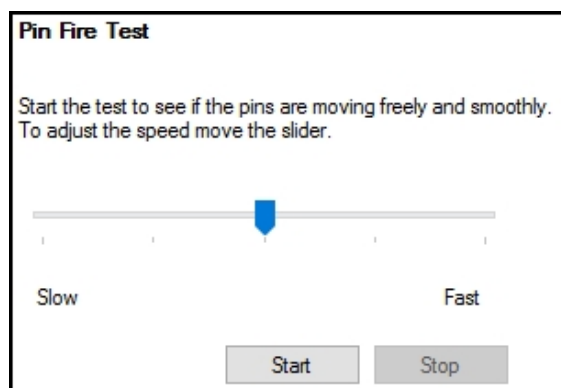 Pin Fire Test
Start the test to see if the pins are moving freely and smoothly.
To adjust the speed move the slider.
Slow
Fast
Start
Stop